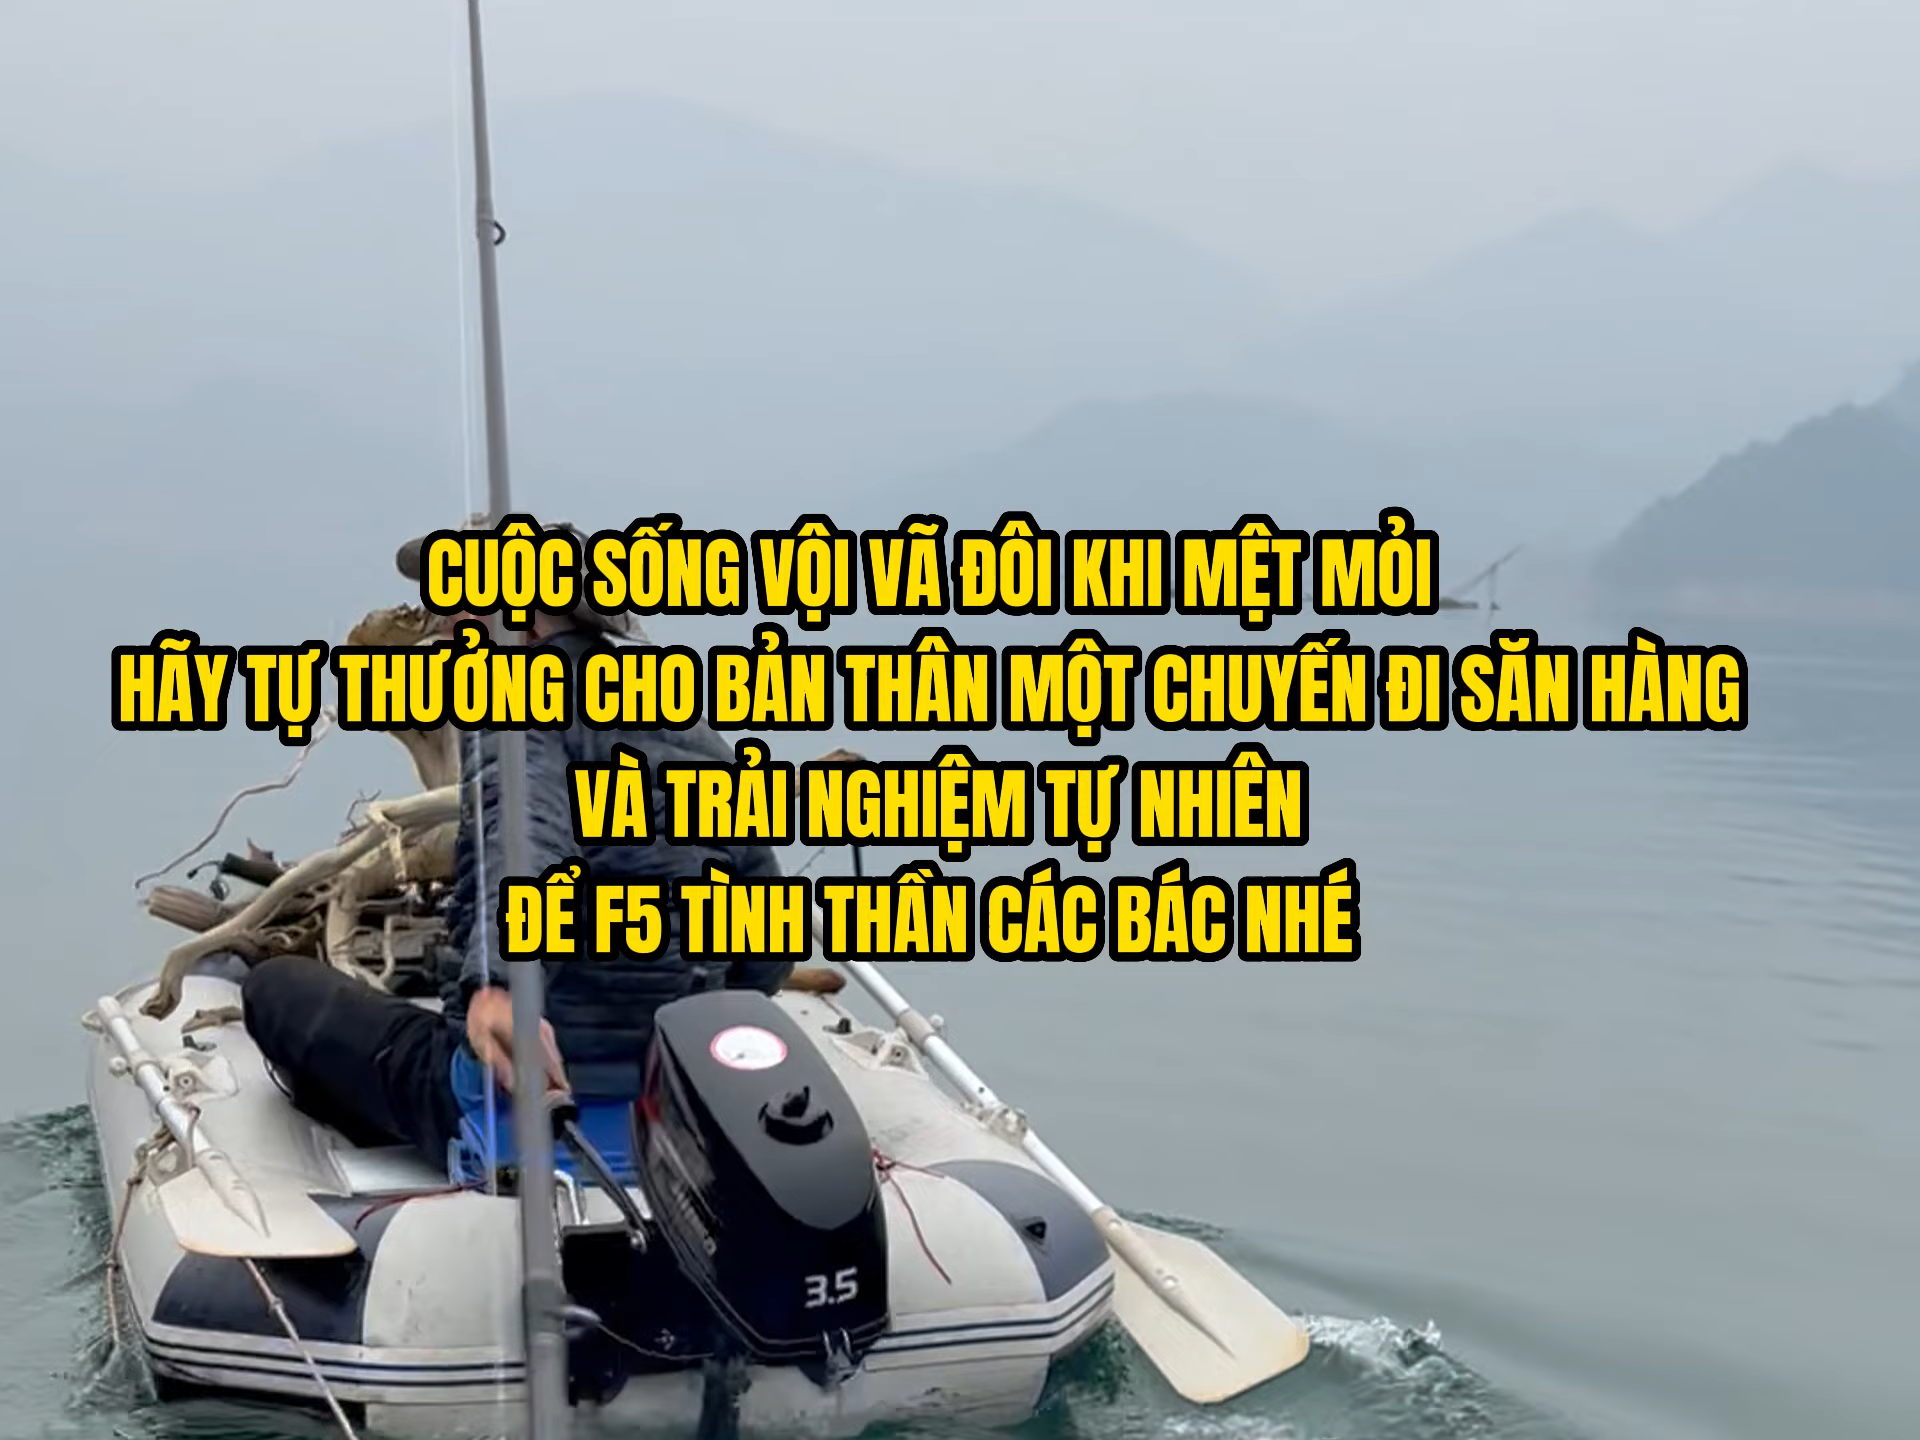 CUỘC SỐNG VỘI VÃ ĐÔI KHI MỆT MỎI
HÃY TỰ THƯỞNG CHO BẢN THÂN MỘT CHUYẾN ĐI SĂN HÀNG
VÀ TRẢI NGHIỆM TỰ NHIÊN
ĐỂ F5 TÌNH THẦN CÁC BÁC NHÉ
3.5